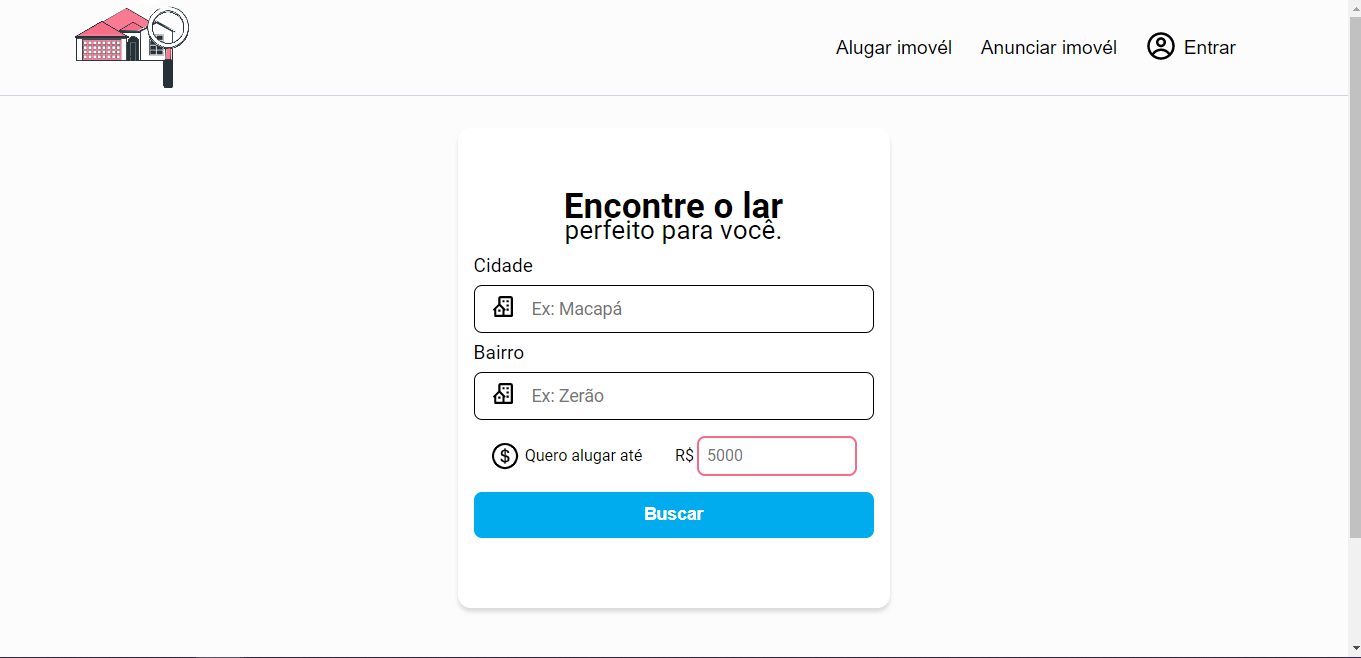 Alugar imovél Anunciar imovél Entrar
Encontre o lar
perfeito para você.
Cidade
Ex: Macapá
Bairro
Ex: Zerão
$ Quero alugar até R$ 5000
Buscar